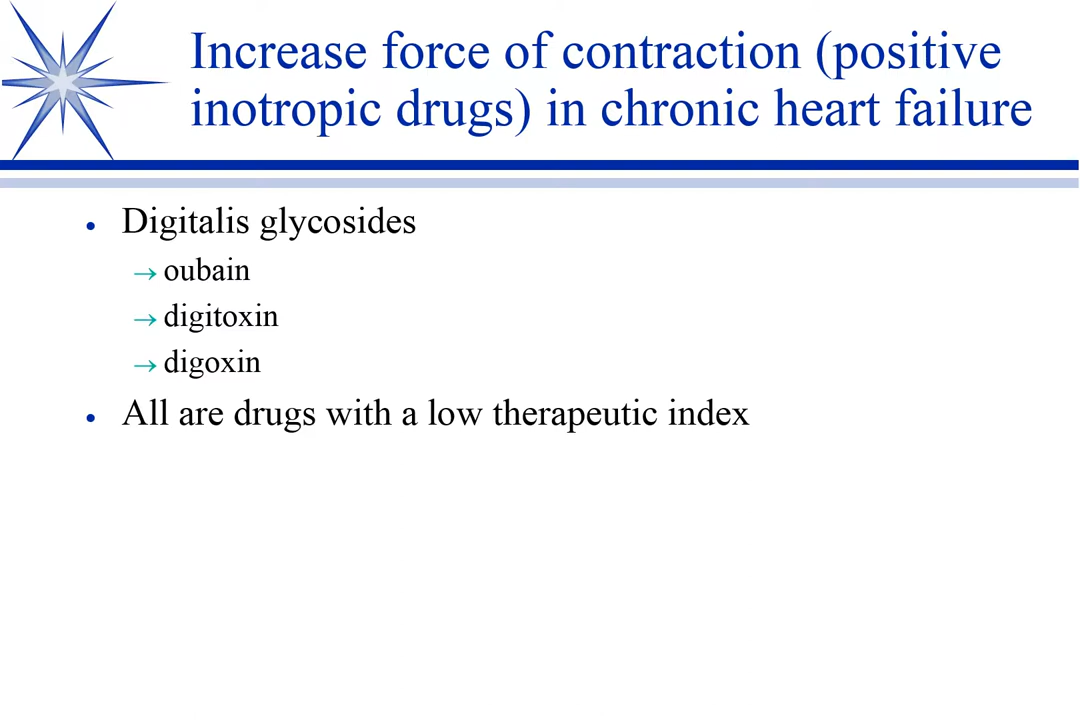 Increase force of contraction (positive
inotropic drugs) in chronic heart failure
• Digitalis glycosides
→ oubain
→ digitoxin
→ digoxin
• All are drugs with a low therapeutic index